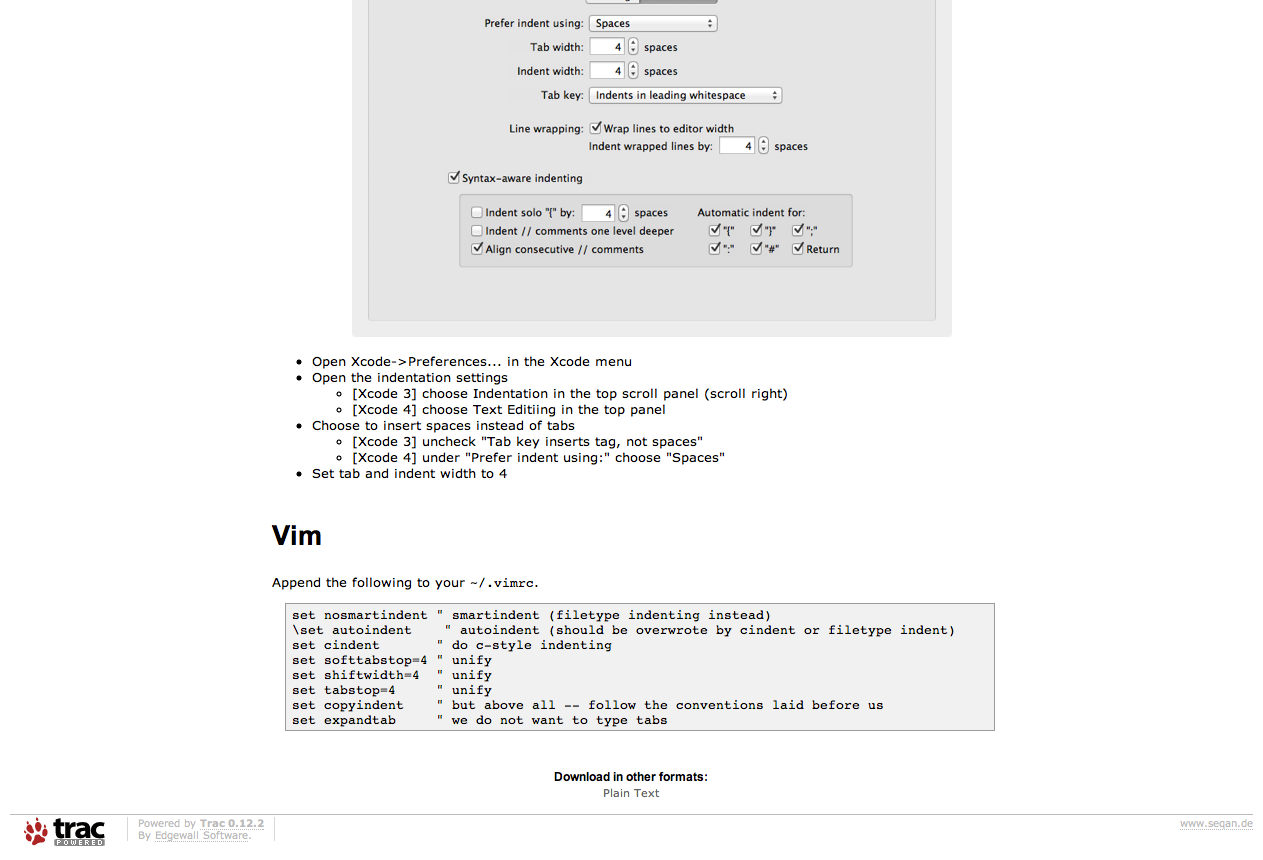 Prefer indent using: Spaces
Tab width: 4 spaces
Indent width: 4 spaces
Tab key: Indents in leading whitespace
Line wrapping: Wrap lines to editor width
Indent wrapped lines by: 4 spaces
Syntax-aware indenting
Indent solo "{" by: 4 spaces Automatic indent for:
Indent // comments one level deeper "{" "}" ";"
Align consecutive // comments ":" "#" Return
• Open Xcode->Preferences... in the Xcode menu
• Open the indentation settings
◦ [Xcode 3] choose Indentation in the top scroll panel (scroll right)
◦ [Xcode 4] choose Text Editiing in the top panel
• Choose to insert spaces instead of tabs
◦ [Xcode 3] uncheck "Tab key inserts tag, not spaces"
◦ [Xcode 4] under "Prefer indent using:" choose "Spaces"
• Set tab and indent width to 4
Vim
Append the following to your ~/.vimrc.
set nosmartindent " smartindent (filetype indenting instead)
\set autoindent    " autoindent (should be overwrote by cindent or filetype indent)
set cindent       " do c-style indenting
set softtabstop=4 " unify
set shiftwidth=4  " unify
set tabstop=4     " unify
set copyindent    " but above all -- follow the conventions laid before us
set expandtab     " we do not want to type tabs
Download in other formats:
Plain Text
trac
POWERED
Powered by Trac 0.12.2
By Edgewall Software.
www.seqan.de